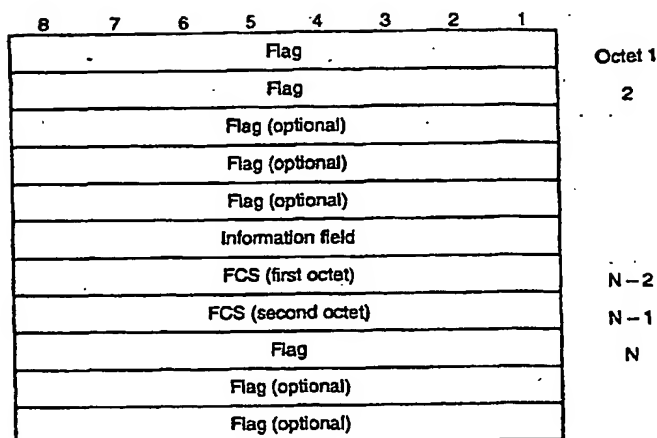 8 7 6 5 4 3 2 1
Flag Octet 1
Flag 2
Flag (optional)
Flag (optional)
Flag (optional)
Information field
FCS (first octet) N–2
FCS (second octet) N–1
Flag N
Flag (optional)
Flag (optional)